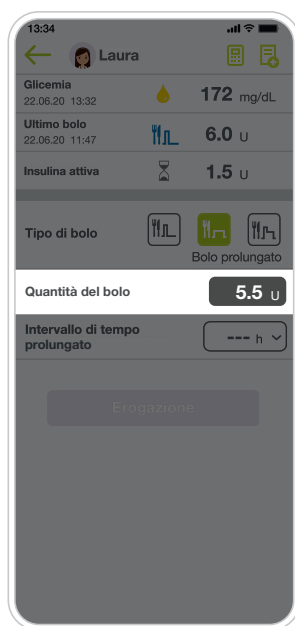 13:34
Laura
Glicemia
22.06.20 13:32
172 mg/dL
Ultimo bolo
22.06.20 11:47
6.0 U
Insulina attiva
1.5 U
Tipo di bolo
Bolo prolungato
Quantità del bolo
5.5 U
Intervallo di tempo
prolungato
--- h
Erogazione